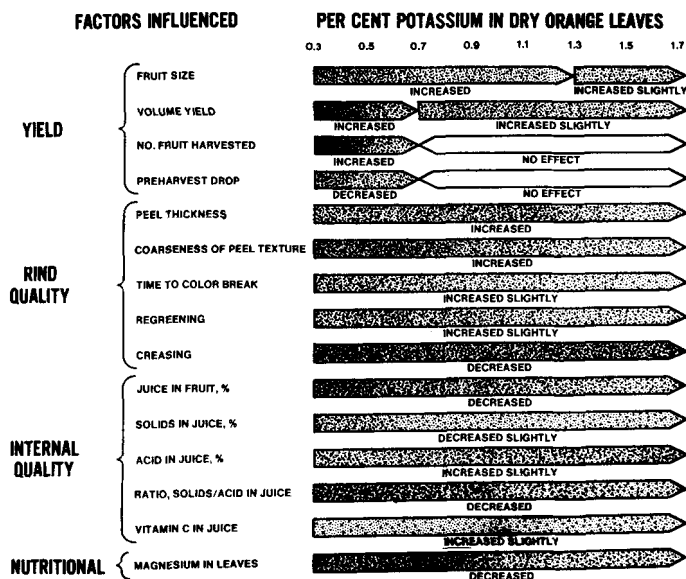 FACTORS INFLUENCED PER CENT POTASSIUM IN DRY ORANGE LEAVES
0.3 0.5 0.7 0.9 1.1 1.3 1.5 1.7
YIELD
FRUIT SIZE
INCREASED INCREASED SLIGHTLY
VOLUME YIELD
INCREASED INCREASED SLIGHTLY
NO. FRUIT HARVESTED
INCREASED NO EFFECT
PREHARVEST DROP
DECREASED NO EFFECT
RIND
QUALITY
PEEL THICKNESS
INCREASED
COARSENESS OF PEEL TEXTURE
INCREASED
TIME TO COLOR BREAK
INCREASED SLIGHTLY
REGREENING
INCREASED SLIGHTLY
CREASING
DECREASED
INTERNAL
QUALITY
JUICE IN FRUIT, %
DECREASED
SOLIDS IN JUICE, %
DECREASED SLIGHTLY
ACID IN JUICE, %
INCREASED SLIGHTLY
RATIO, SOLIDS/ACID IN JUICE
DECREASED
VITAMIN C IN JUICE
INCREASED SLIGHTLY
NUTRITIONAL
MAGNESIUM IN LEAVES
DECREASED